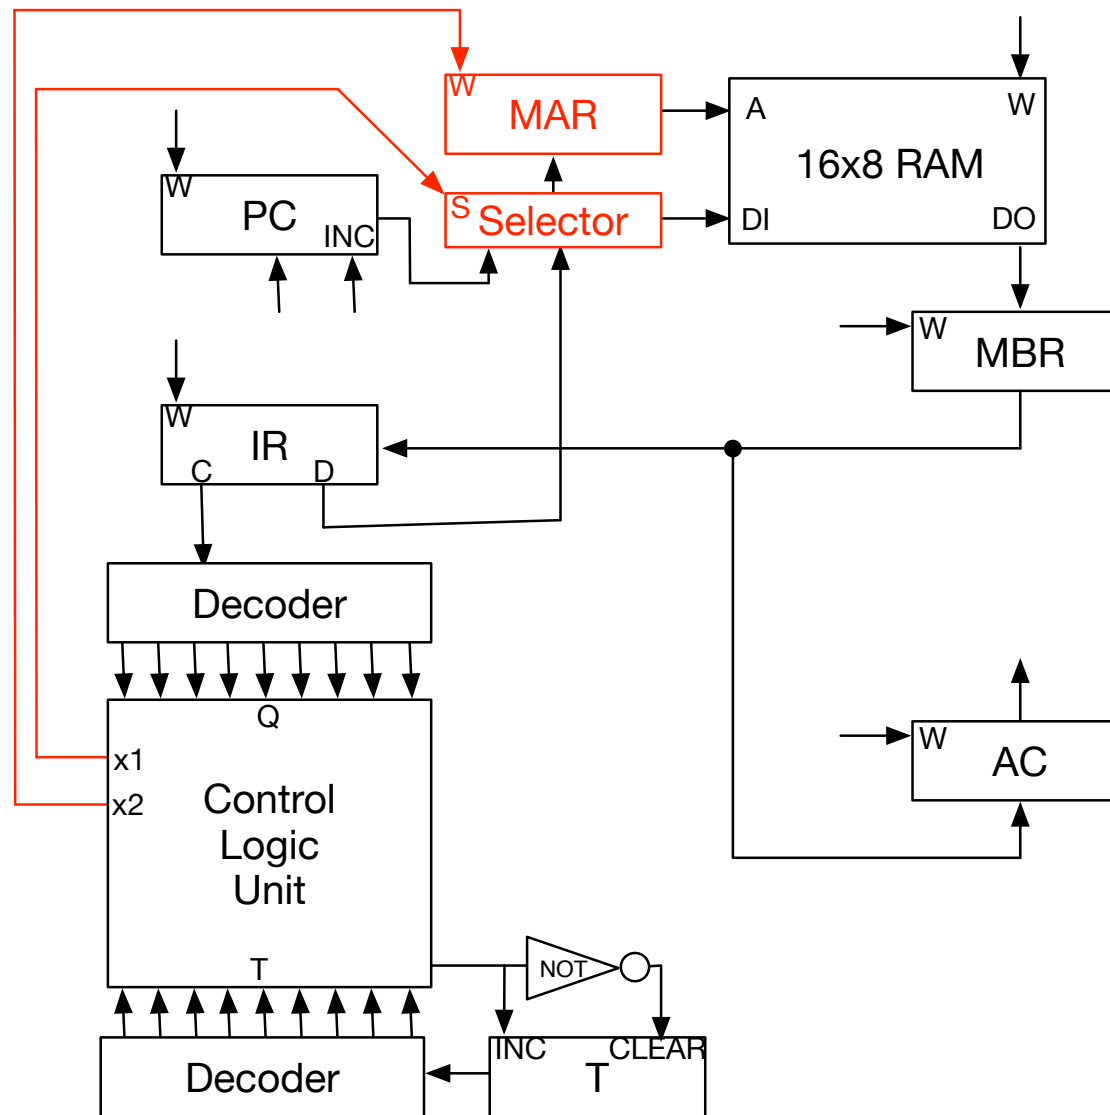 W
MAR
A
W
16x8 RAM
DI
DO
W
PC
INC
S
Selector
W
MBR
W
IR
C
D
Decoder
Q
x1
x2
Control
Logic
Unit
T
W
AC
NOT
INC
CLEAR
T
Decoder